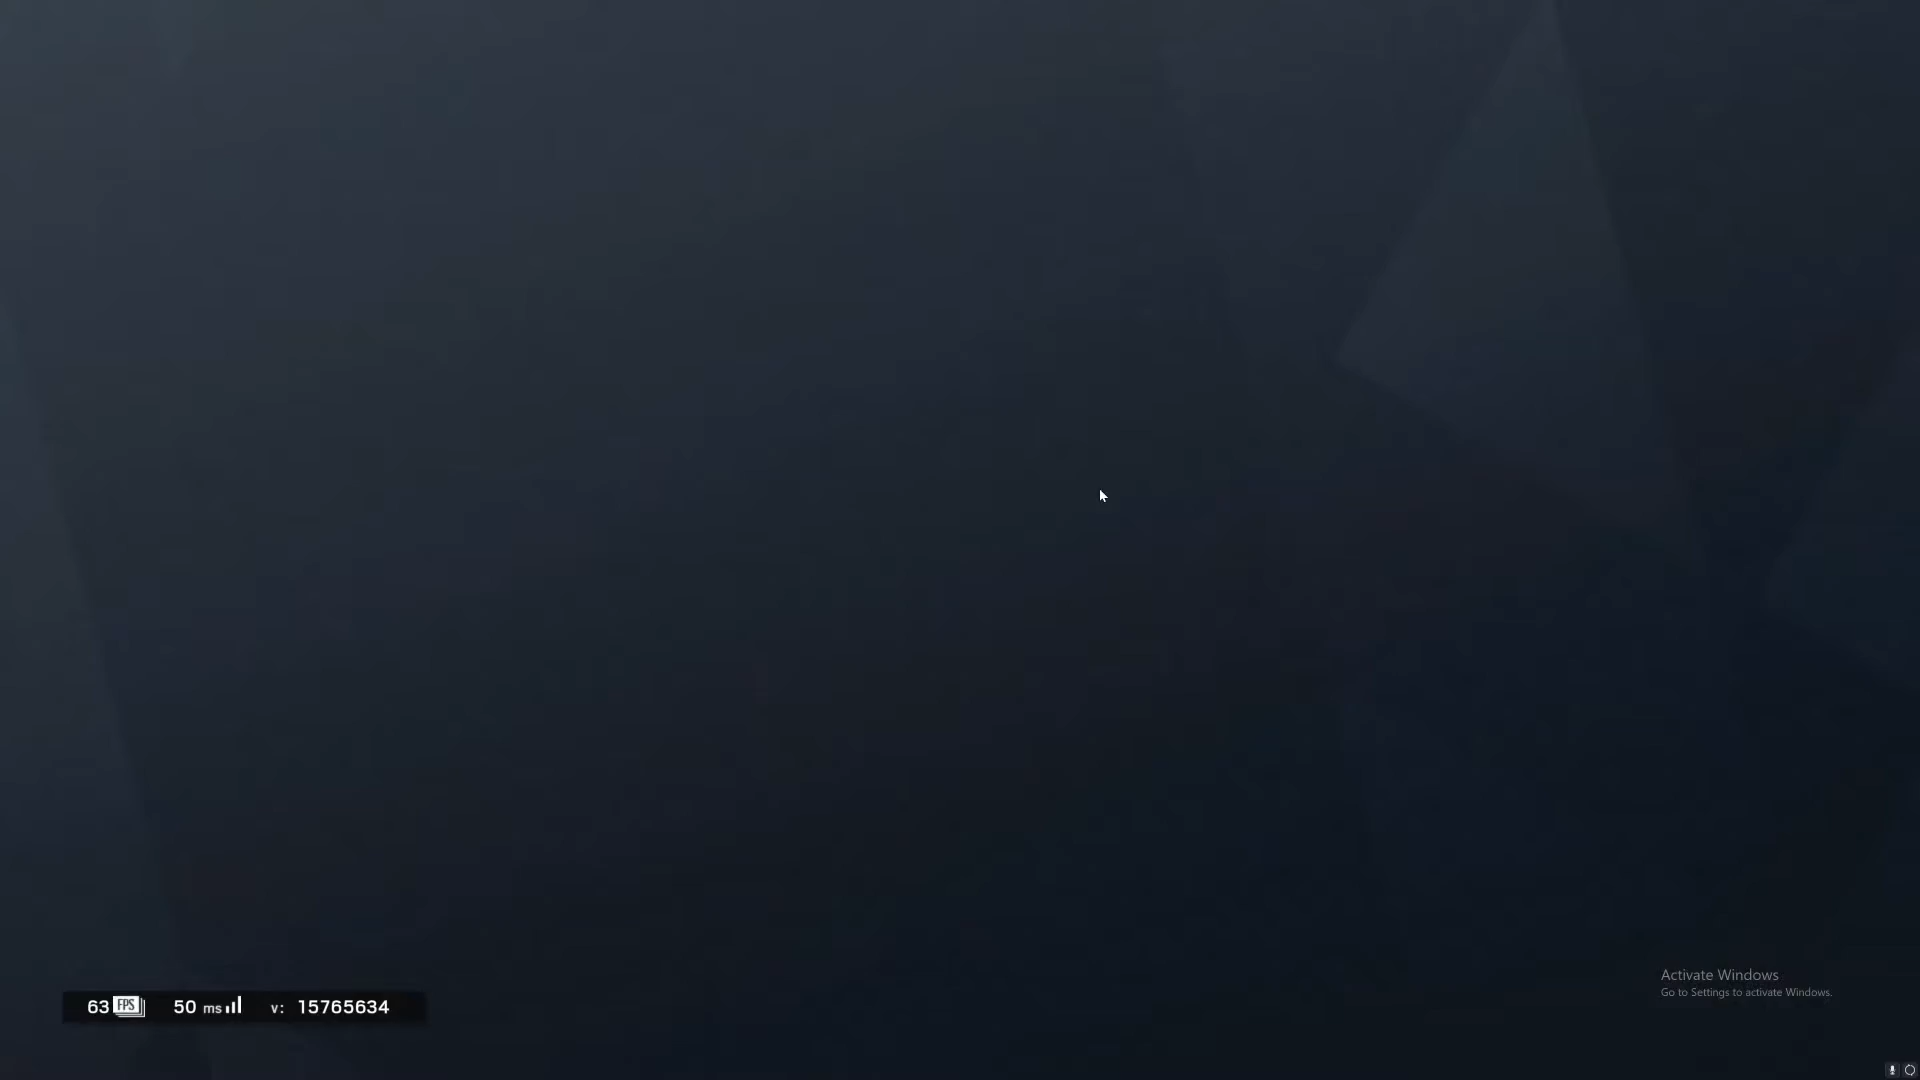 63 FPS 50 ms v: 15765634
Activate Windows
Go to Settings to activate Windows.